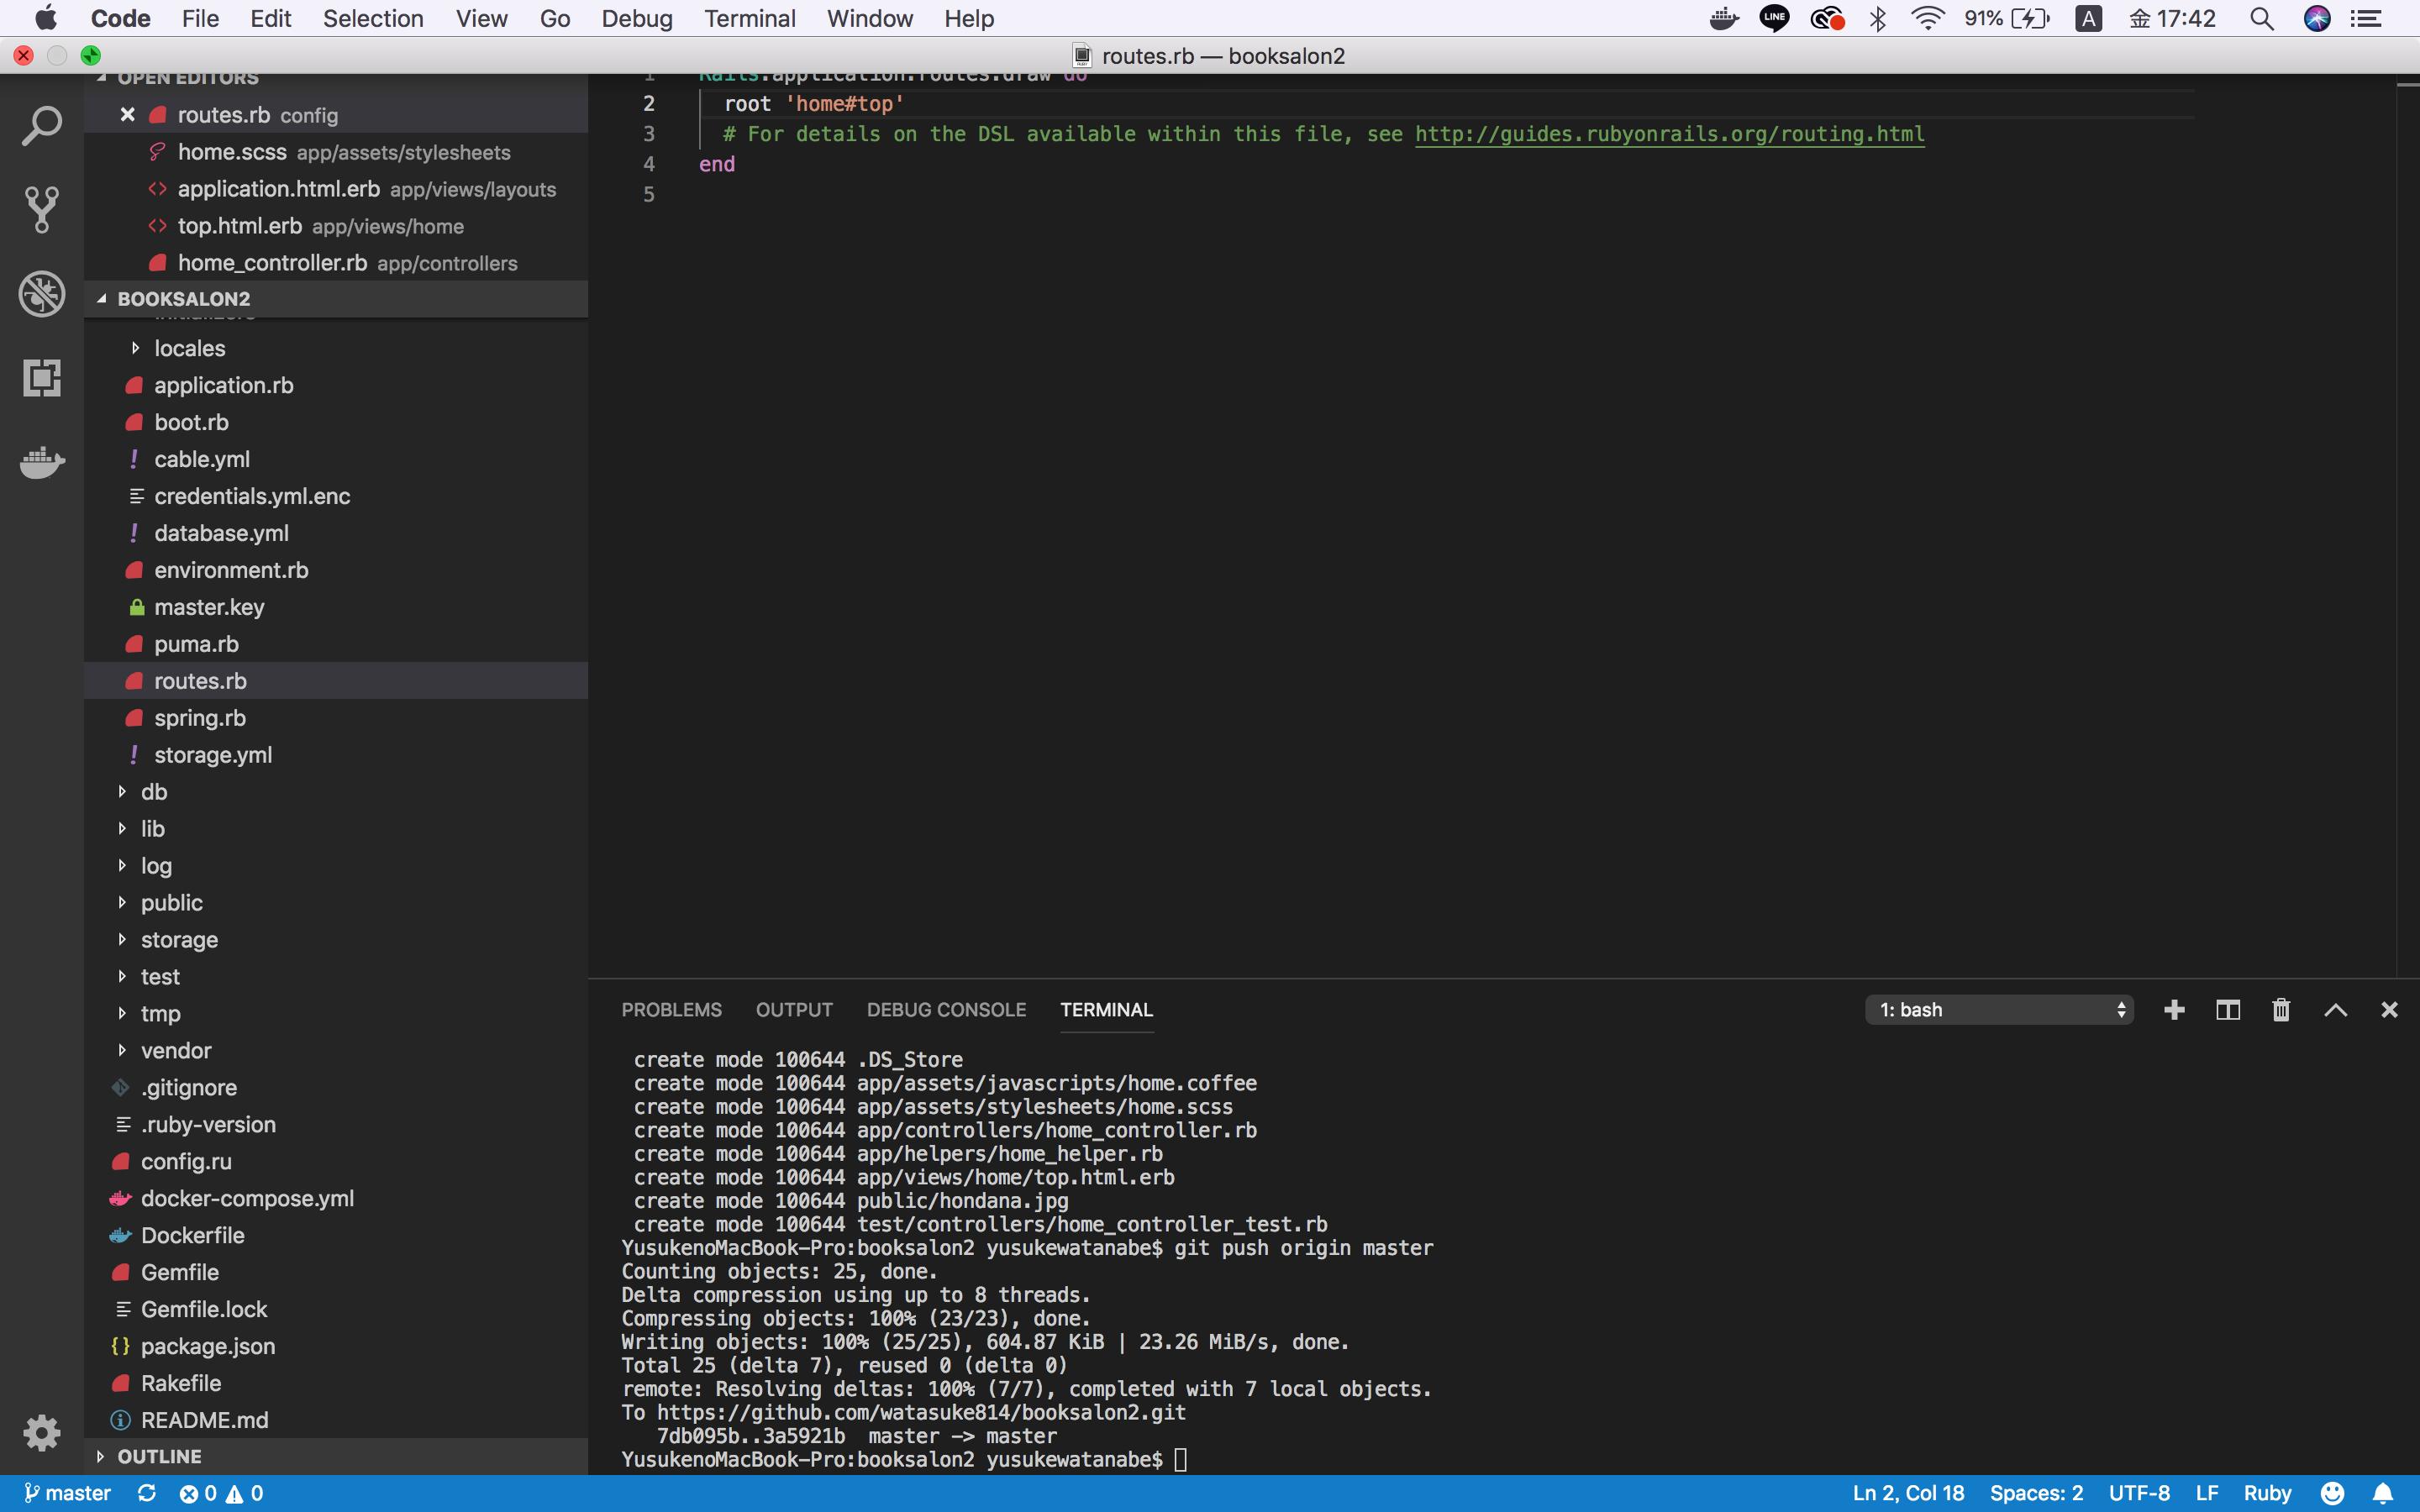 Code File Edit Selection View Go Debug Terminal Window Help
LINE 91% A 金 17:42
routes.rb — booksalon2
OPEN EDITORS
routes.rb config
home.scss app/assets/stylesheets
application.html.erb app/views/layouts
top.html.erb app/views/home
home_controller.rb app/controllers
BOOKSALON2
initializers
locales
application.rb
boot.rb
cable.yml
credentials.yml.enc
database.yml
environment.rb
master.key
puma.rb
routes.rb
spring.rb
storage.yml
db
lib
log
public
storage
test
tmp
vendor
.gitignore
.ruby-version
config.ru
docker-compose.yml
Dockerfile
Gemfile
Gemfile.lock
package.json
Rakefile
README.md
OUTLINE
1 Rails.application.routes.draw do
2 root 'home#top'
3 # For details on the DSL available within this file, see http://guides.rubyonrails.org/routing.html
4 end
5
PROBLEMS OUTPUT DEBUG CONSOLE TERMINAL 1: bash
create mode 100644 .DS_Store
create mode 100644 app/assets/javascripts/home.coffee
create mode 100644 app/assets/stylesheets/home.scss
create mode 100644 app/controllers/home_controller.rb
create mode 100644 app/helpers/home_helper.rb
create mode 100644 app/views/home/top.html.erb
create mode 100644 public/hondana.jpg
create mode 100644 test/controllers/home_controller_test.rb
YusukenoMacBook-Pro:booksalon2 yusukewatanabe$ git push origin master
Counting objects: 25, done.
Delta compression using up to 8 threads.
Compressing objects: 100% (23/23), done.
Writing objects: 100% (25/25), 604.87 KiB | 23.26 MiB/s, done.
Total 25 (delta 7), reused 0 (delta 0)
remote: Resolving deltas: 100% (7/7), completed with 7 local objects.
To https://github.com/watasuke814/booksalon2.git
7db095b..3a5921b master -> master
YusukenoMacBook-Pro:booksalon2 yusukewatanabe$
master 0 0 Ln 2, Col 18 Spaces: 2 UTF-8 LF Ruby